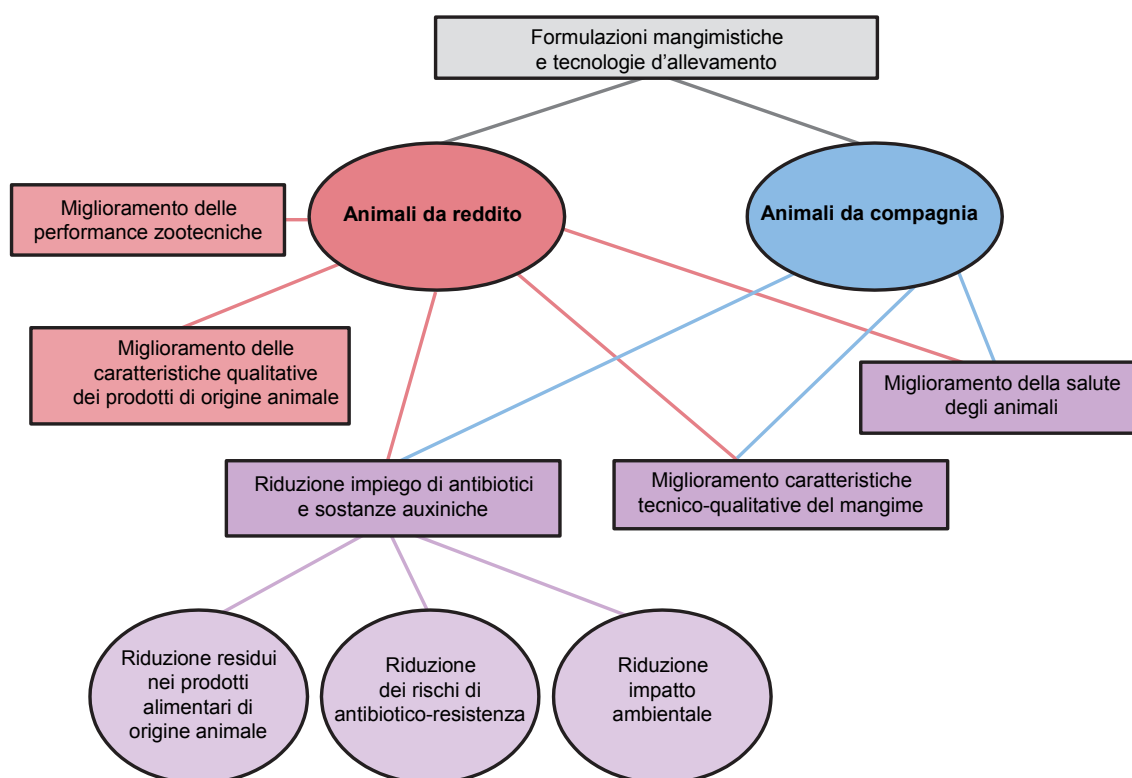 Formulazioni mangimistiche
e tecnologie d'allevamento
Animali da reddito
Animali da compagnia
Miglioramento delle
performance zootecniche
Miglioramento delle
caratteristiche qualitative
dei prodotti di origine animale
Miglioramento della salute
degli animali
Riduzione impiego di antibiotici
e sostanze auxiniche
Miglioramento caratteristiche
tecnico-qualitative del mangime
Riduzione residui
nei prodotti
alimentari di
origine animale
Riduzione
dei rischi di
antibiotico-resistenza
Riduzione
impatto
ambientale